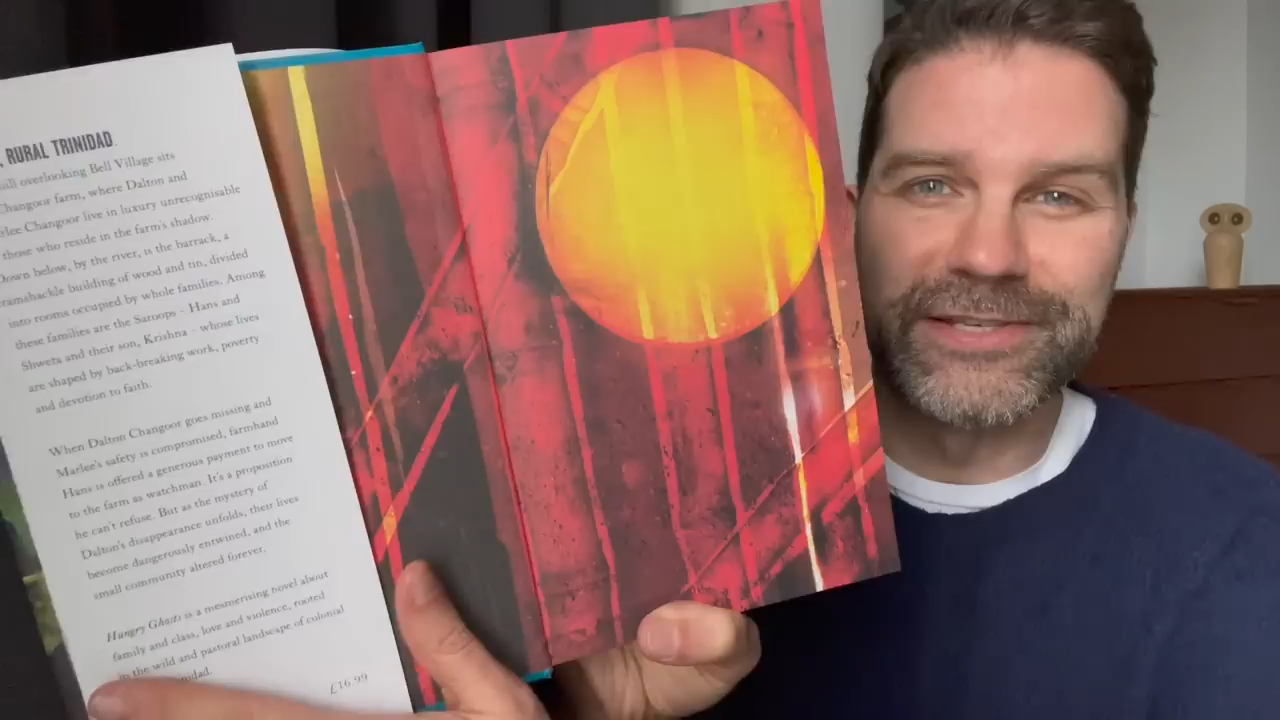 , RURAL TRINIDAD
hill overlooking Bell Village sits
Changoor farm, where Dalton and
Changoor live in luxury unrecognisable
those who reside in the farm's shadow.
Down below, by the river, is the barrack, a
ramshackle building of wood and tin, divided
into rooms occupied by whole families. Among
these families are the Saroops – Hans and
Shweta and their son, Krishna – whose lives
are shaped by back-breaking work, poverty
and devotion to faith.
When Dalton Changoor goes missing and
Marlee's safety is compromised, farmhand
Hans is offered a generous payment to move
to the farm as watchman. It's a proposition
he can't refuse. But as the mystery of
Dalton's disappearance unfolds, their lives
become dangerously entwined, and the
small community altered forever.
Hungry Ghosts is a mesmerising novel about
family and class, love and violence, rooted
in the wild and pastoral landscape of colonial
£16.99